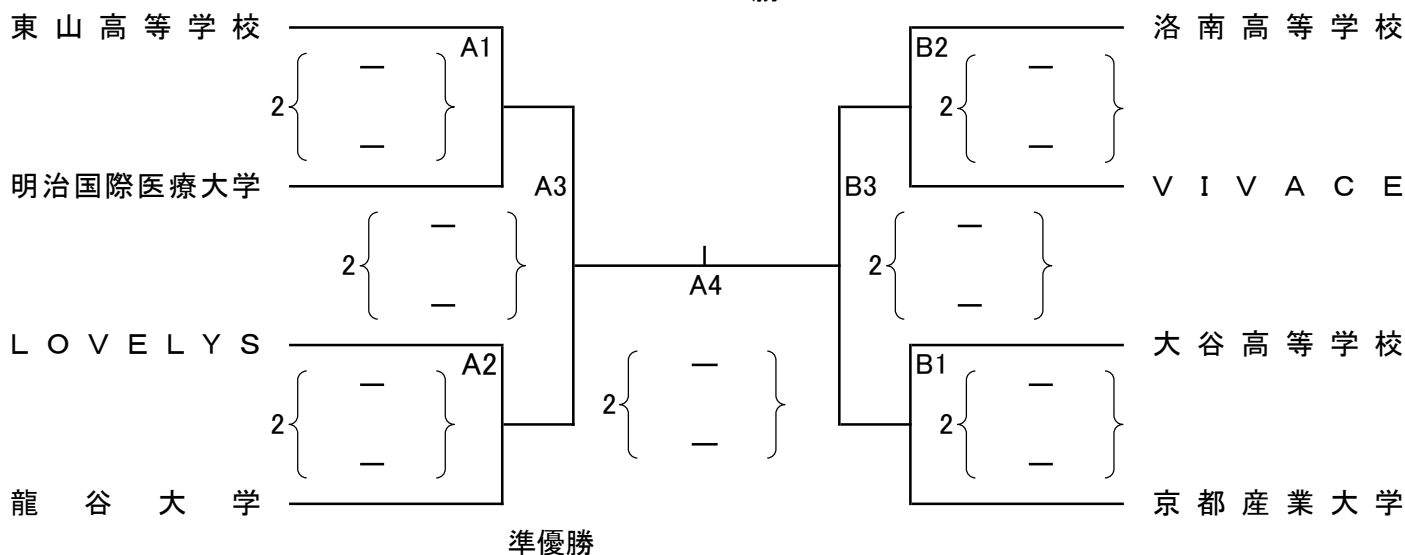 勝
東山高等学校
A1
B2
洛南高等学校
2 { — — }
2 { — — }
明治国際医療大学
A3
B3
VIVACE
2 { — — }
A4
2 { — — }
LOVELYS
A2
B1
大谷高等学校
2 { — — }
2 { — — }
2 { — — }
龍谷大学
京都産業大学
準優勝